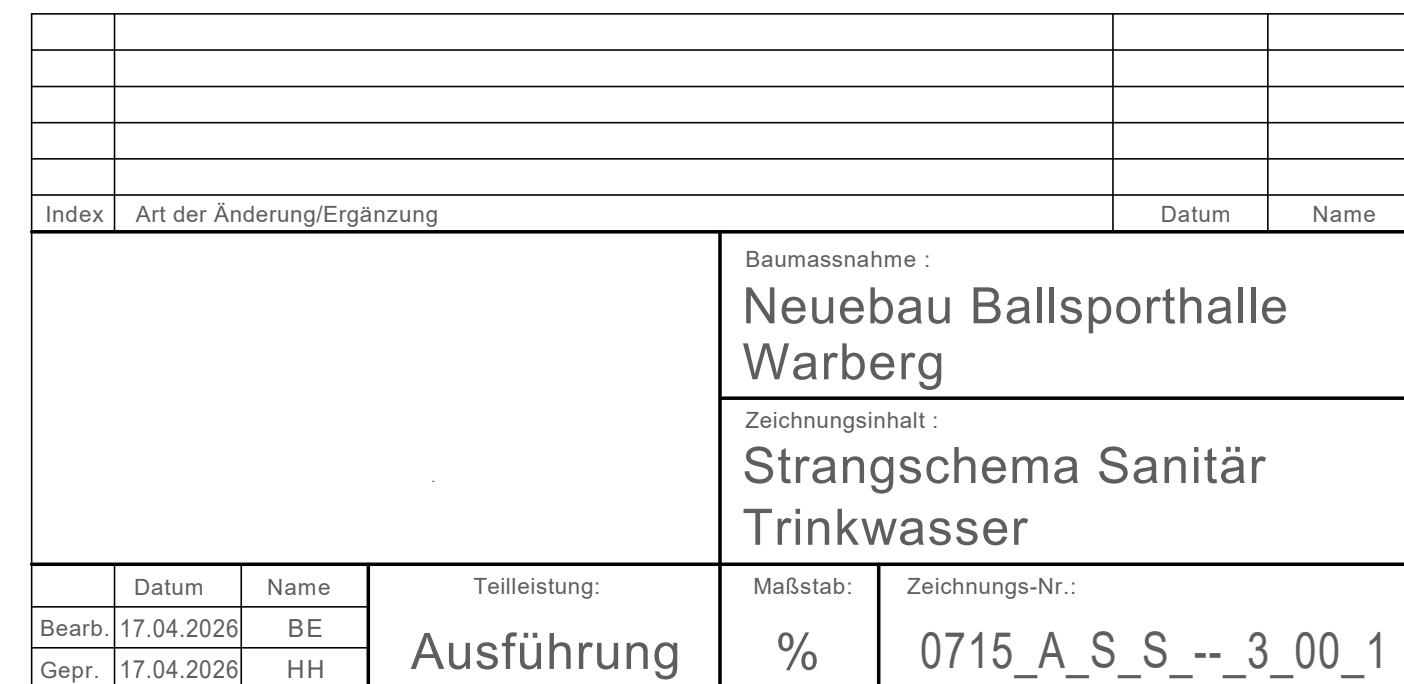 Index Art der Änderung/Ergänzung Datum Name
Baumassnahme :
Neuebau Ballsporthalle
Warberg
Zeichnungsinhalt :
Strangschema Sanitär
Trinkwasser
Datum Name Teilleistung: Maßstab: Zeichnungs-Nr.:
Bearb. 17.04.2026 BE Ausführung % 0715_A_S_S_--_3_00_1
Gepr. 17.04.2026 HH